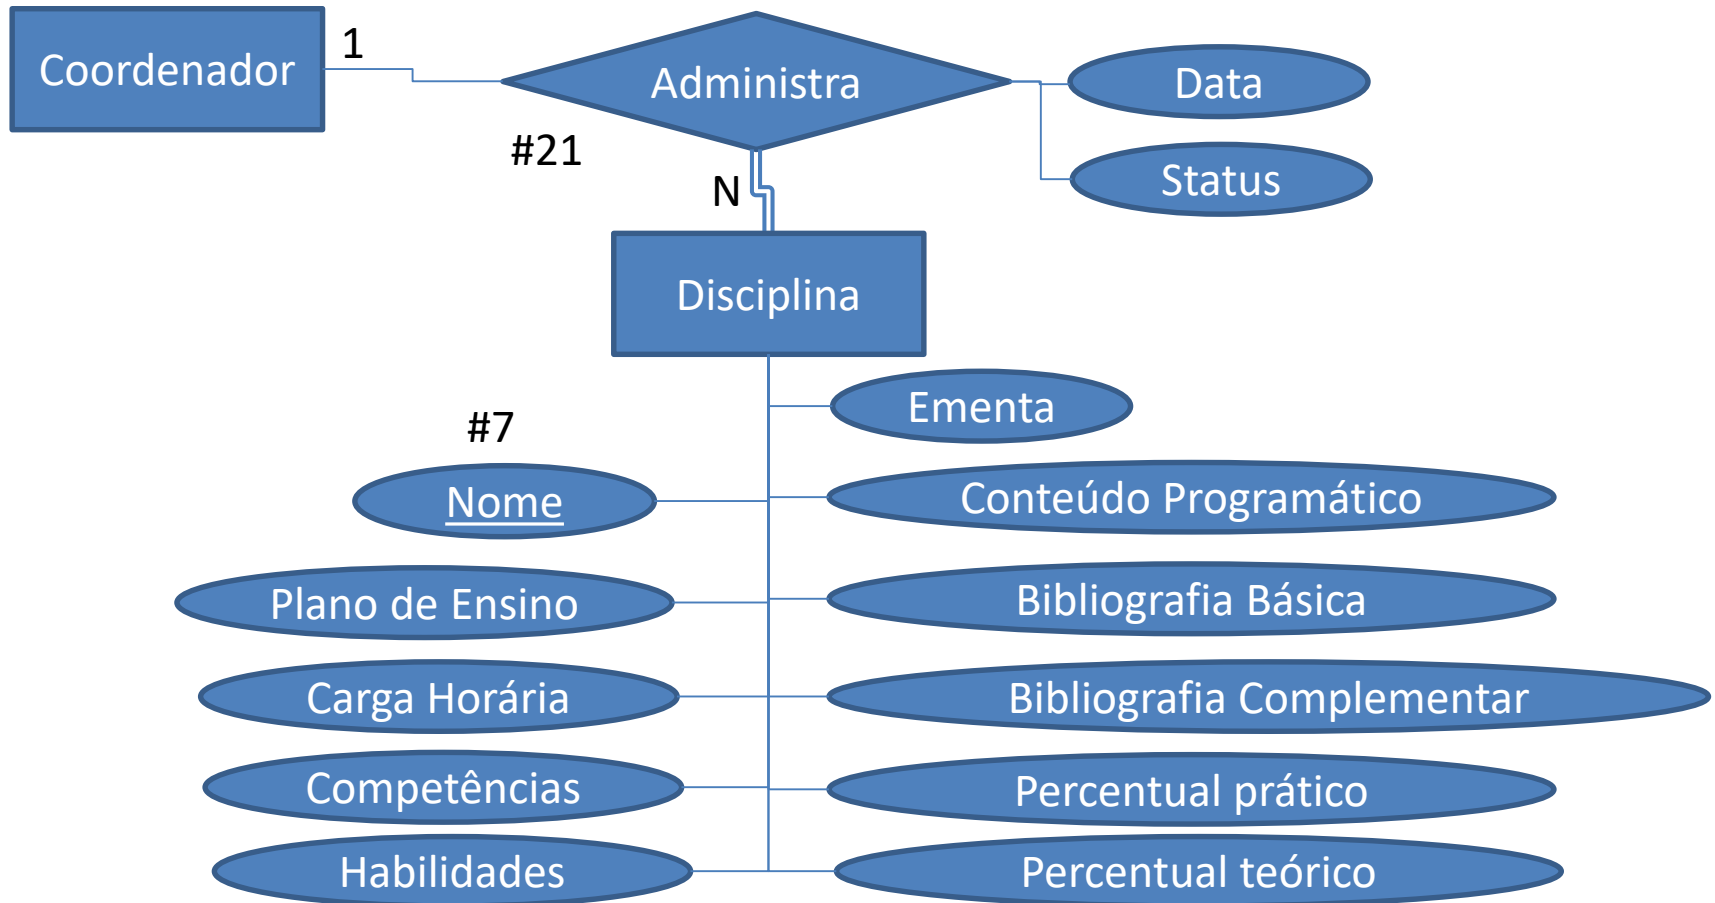 Coordenador
1
Administra
Data
#21
Status
N
Disciplina
Ementa
#7
Nome
Conteúdo Programático
Plano de Ensino
Bibliografia Básica
Carga Horária
Bibliografia Complementar
Competências
Percentual prático
Habilidades
Percentual teórico